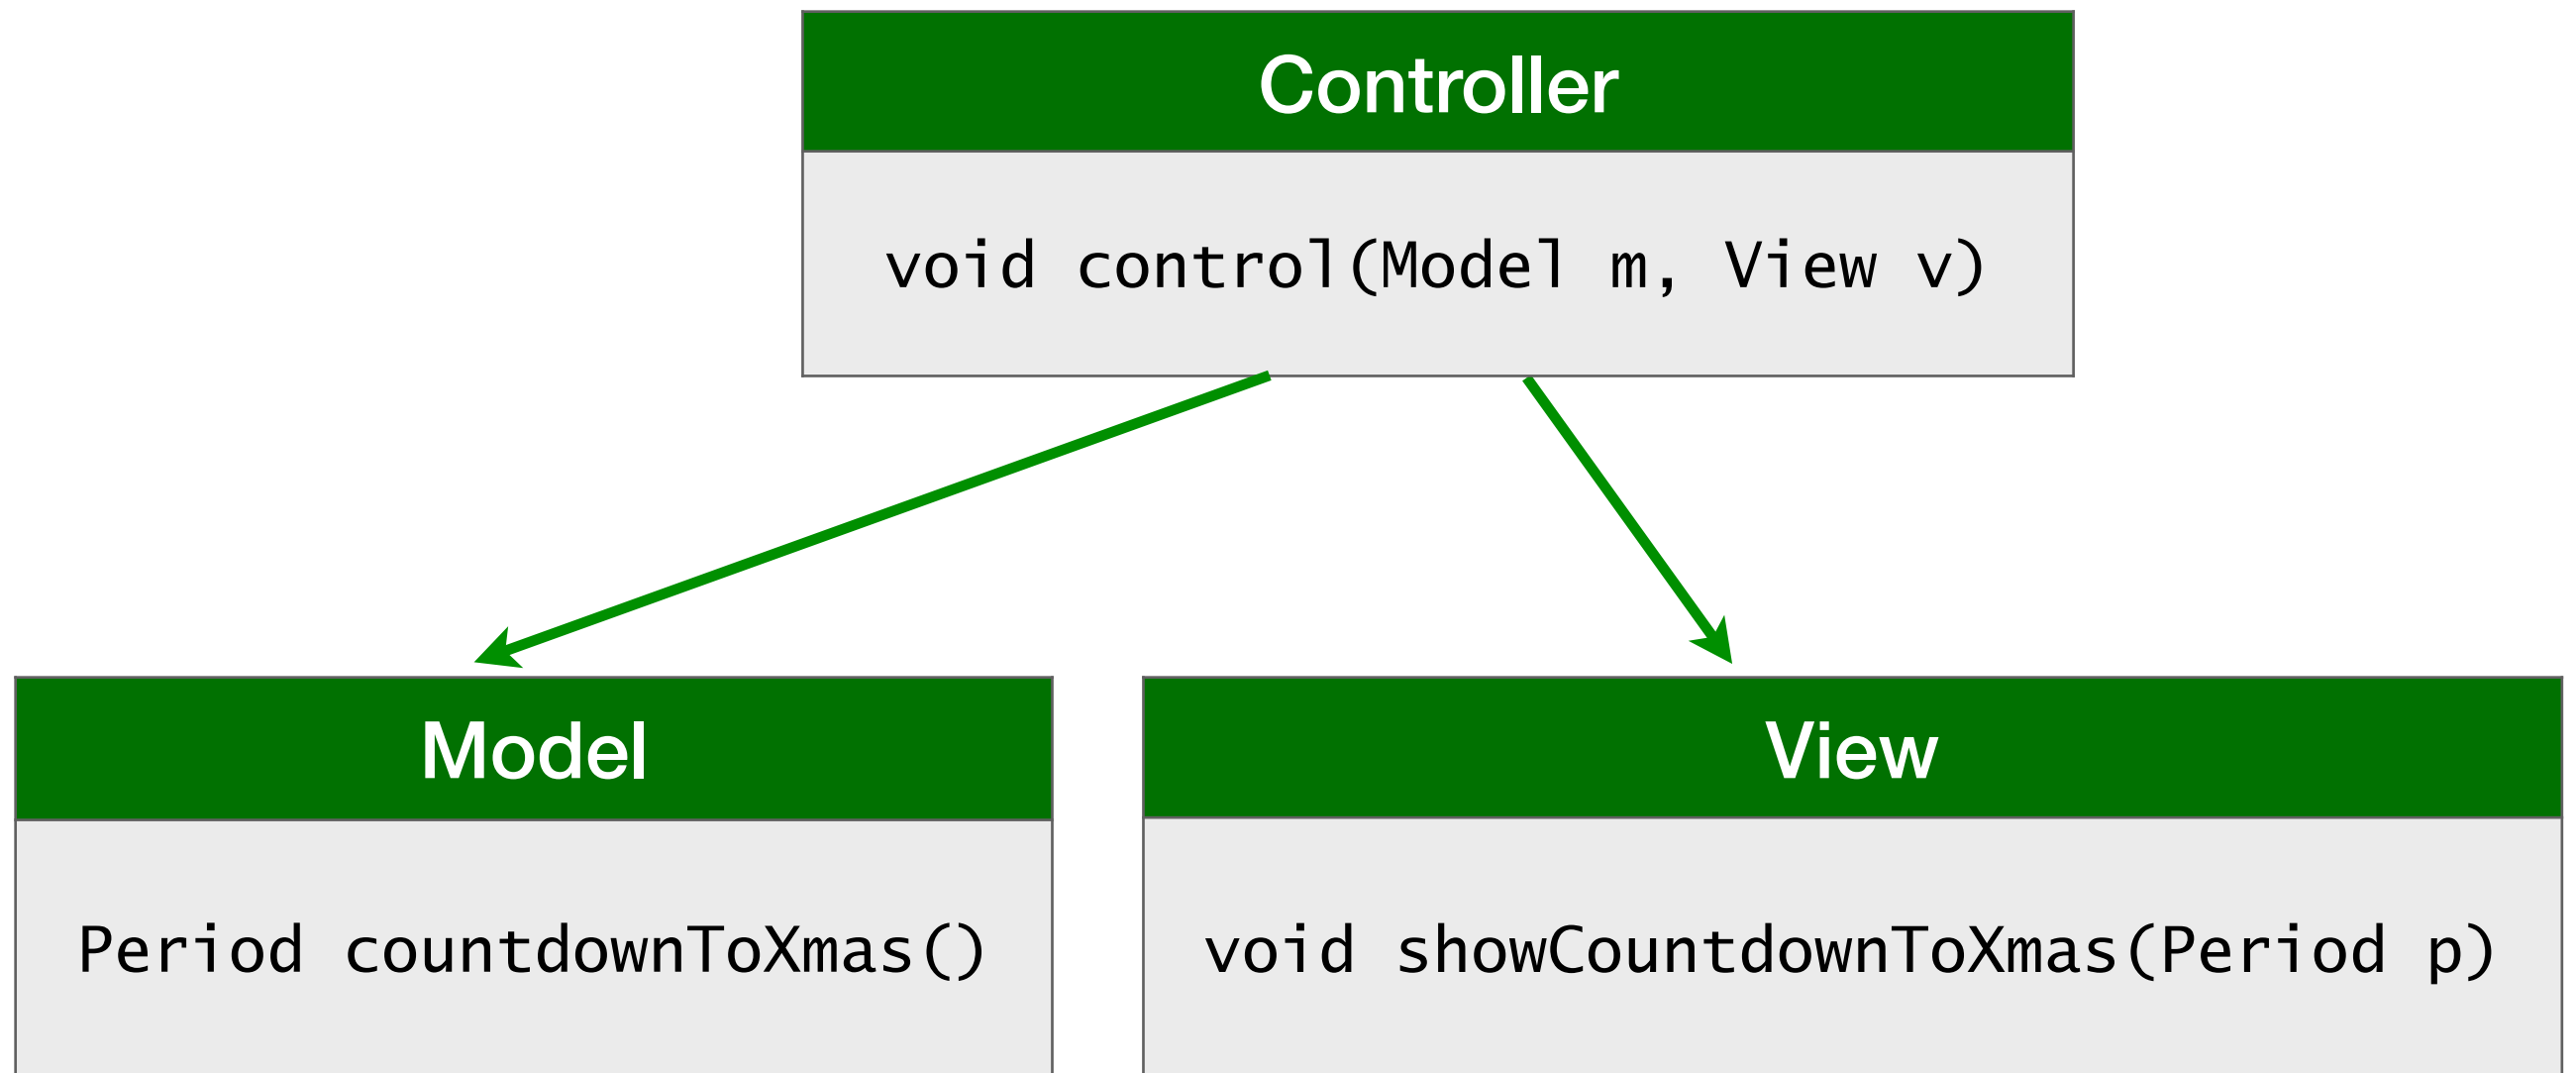 Controller
void control(Model m, View v)
Model
Period countdownToXmas()
View
void showCountdownToXmas(Period p)